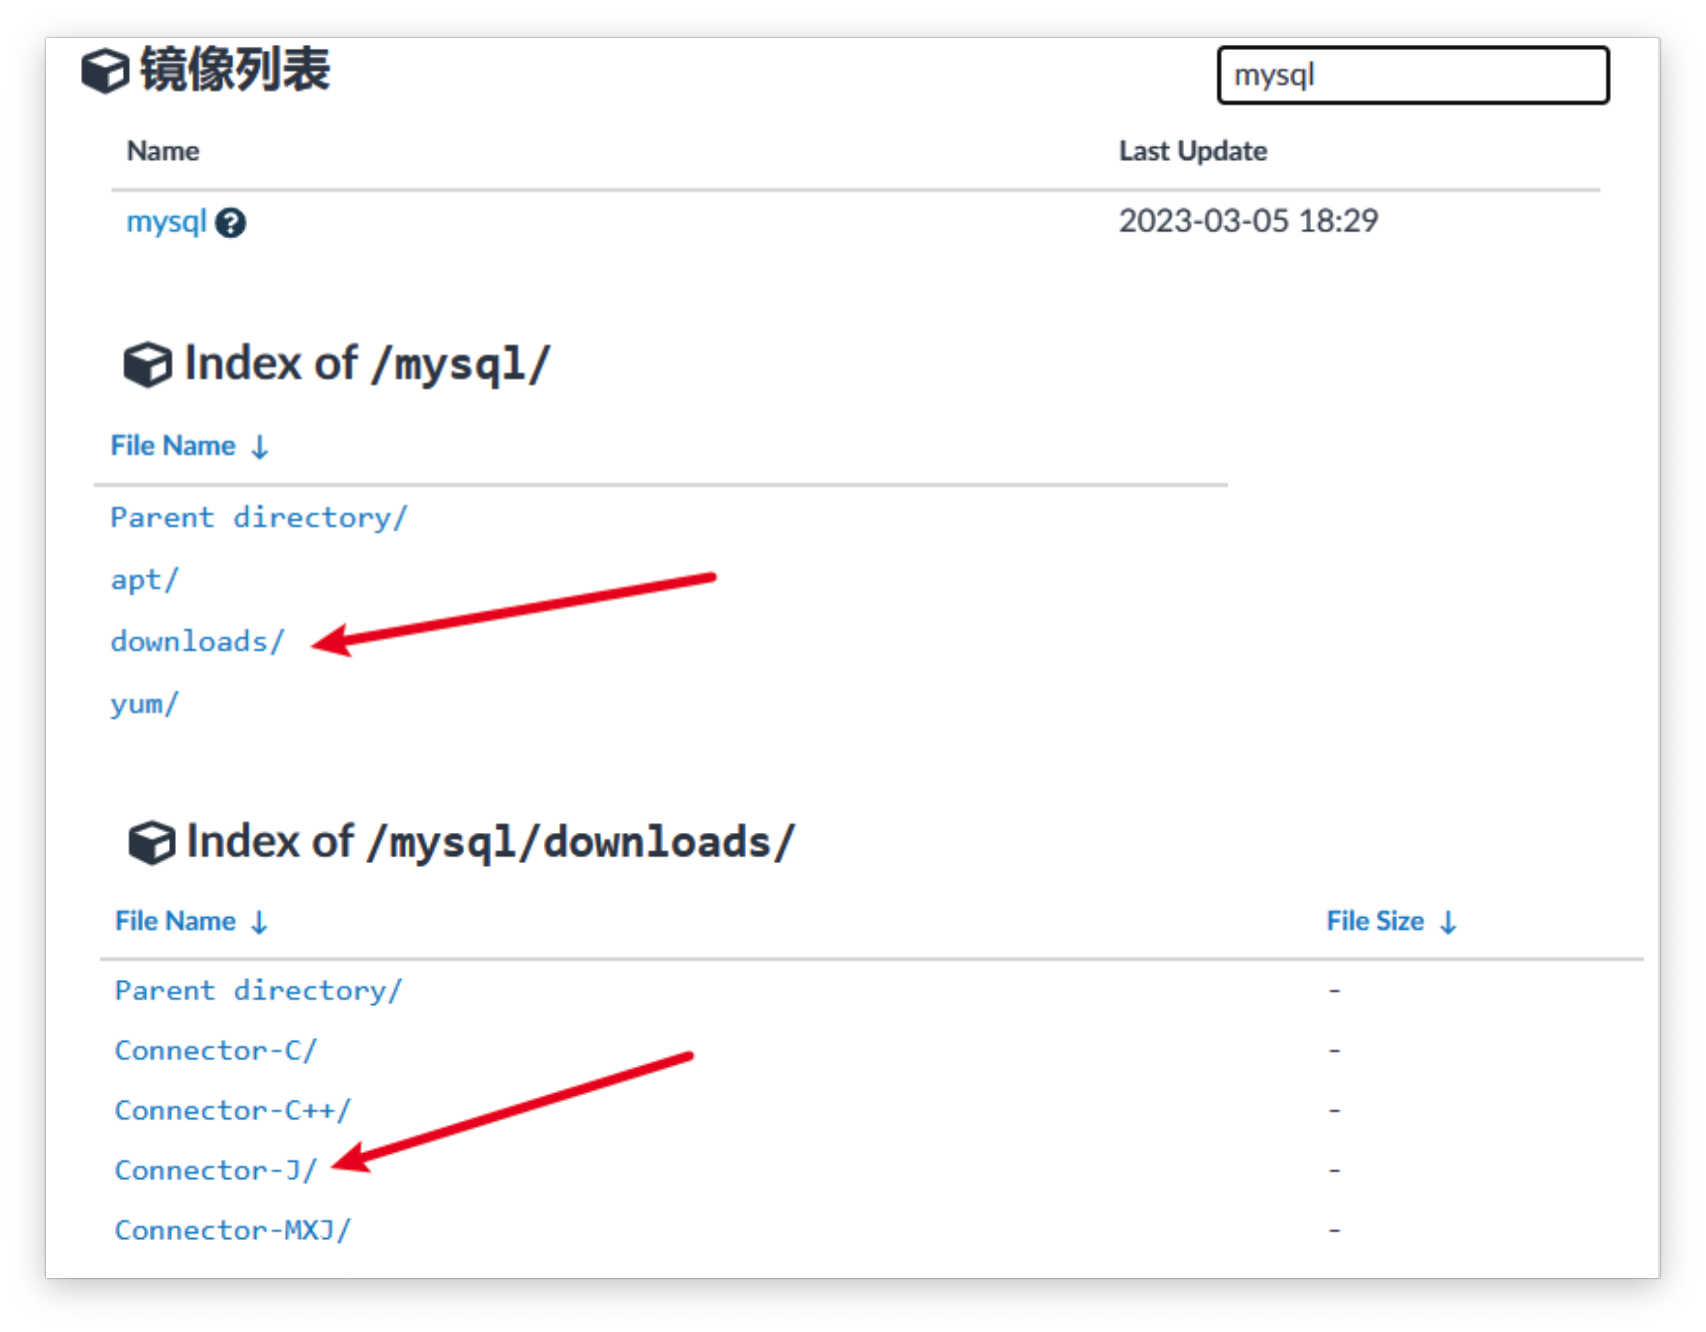 镜像列表
mysql
Name Last Update
mysql 2023-03-05 18:29
Index of /mysql/
File Name ↓
Parent directory/
apt/
downloads/
yum/
Index of /mysql/downloads/
File Name ↓ File Size ↓
Parent directory/ -
Connector-C/ -
Connector-C++/ -
Connector-J/ -
Connector-MXJ/ -